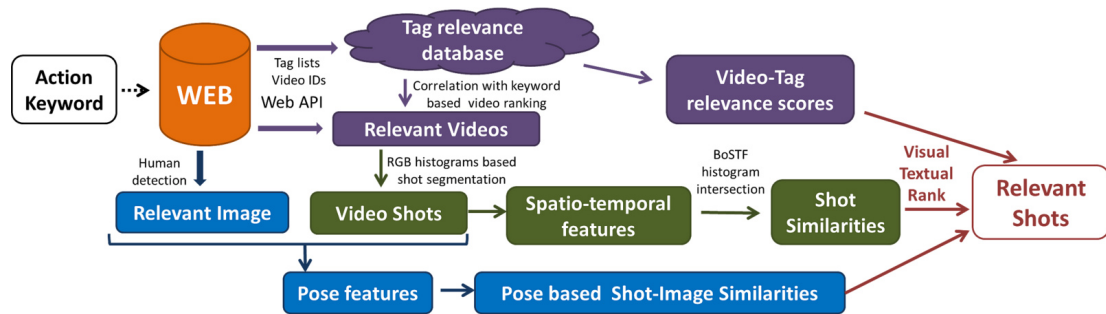 Action
Keyword
WEB
Tag lists
Video IDs
Web API
Tag relevance
database
Correlation with keyword
based video ranking
Relevant Videos
Video-Tag
relevance scores
Human
detection
RGB histograms based
shot segmentation
Relevant Image
Video Shots
Spatio-temporal
features
BoSTF
histogram
intersection
Shot
Similarities
Visual
Textual
Rank
Relevant
Shots
Pose features
Pose based Shot-Image Similarities